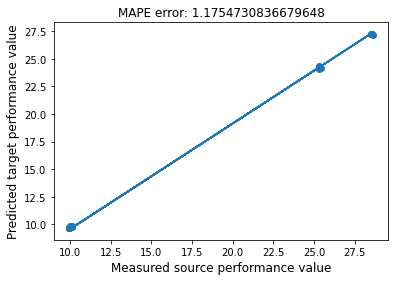 MAPE error: 1.1754730836679648
Predicted target performance value
27.5
25.0
22.5
20.0
17.5
15.0
12.5
10.0
10.0 12.5 15.0 17.5 20.0 22.5 25.0 27.5
Measured source performance value